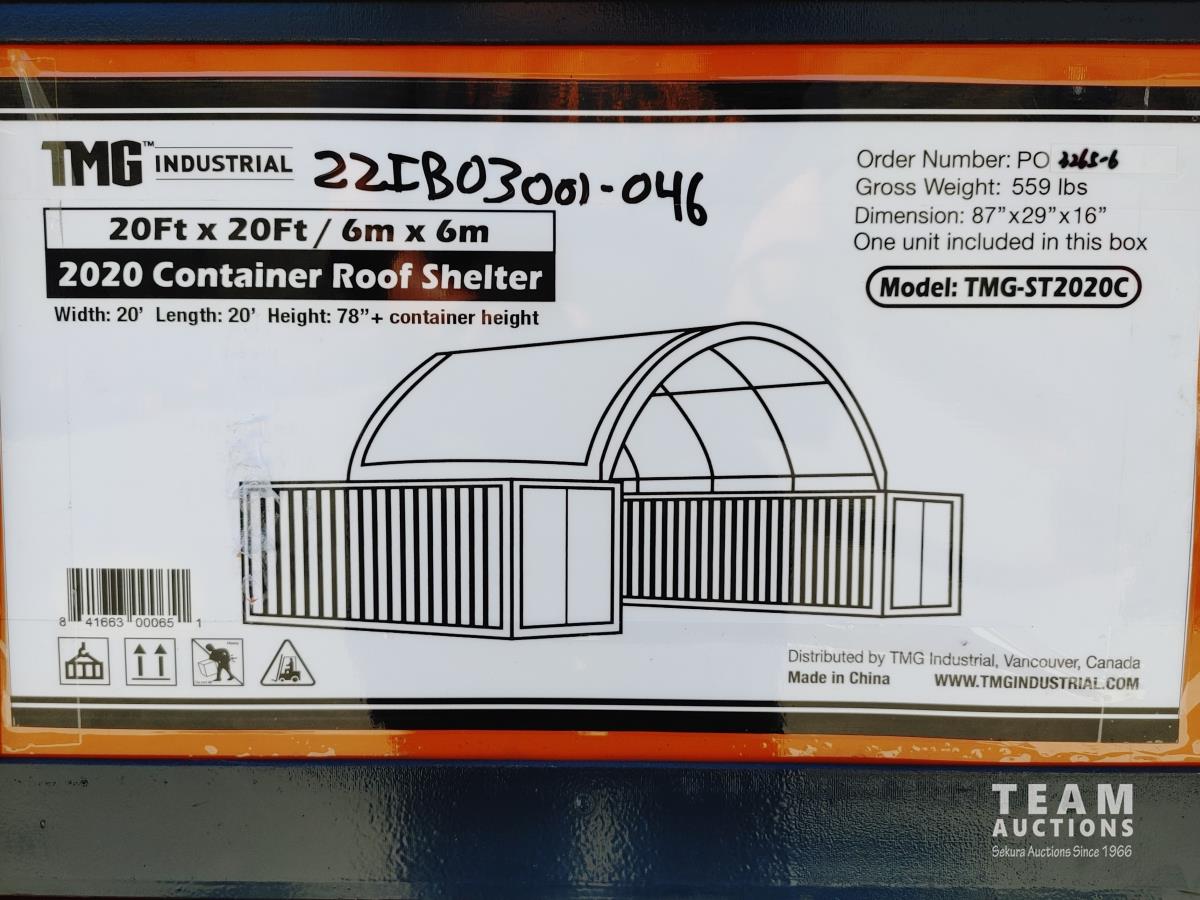 TMG™ INDUSTRIAL
22IB03001-046
20Ft x 20Ft / 6m x 6m
2020 Container Roof Shelter
Width: 20' Length: 20' Height: 78"+ container height
Order Number: PO 2265-6
Gross Weight: 559 lbs
Dimension: 87"x29"x16"
One unit included in this box
Model: TMG-ST2020C
8 41663 00065 1
Distributed by TMG Industrial, Vancouver, Canada
Made in China WWW.TMGINDUSTRIAL.COM
TEAM
AUCTIONS
Sekura Auctions Since 1966